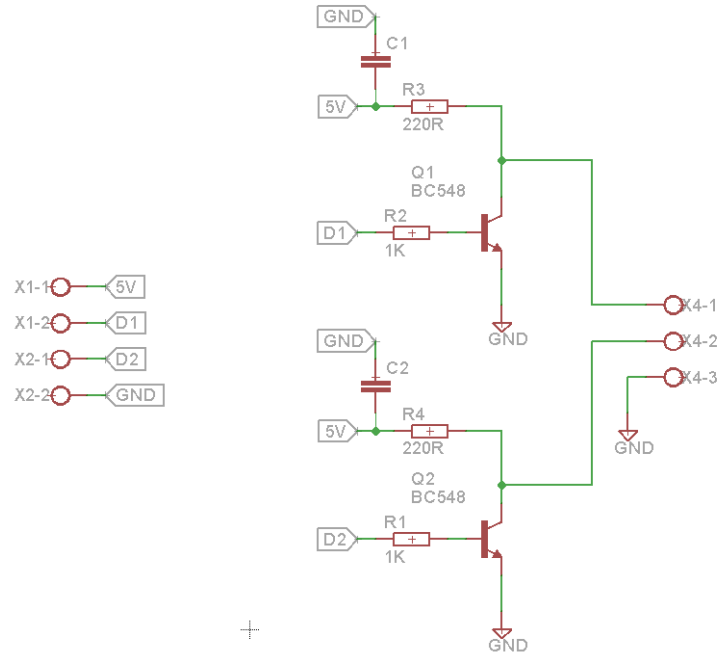 GND
C1
R3
5V
220R
Q1
BC548
R2
D1
1K
GND
X1-1
5V
X1-2
D1
X2-1
D2
X2-2
GND
X4-1
X4-2
X4-3
GND
GND
C2
R4
5V
220R
Q2
BC548
R1
D2
1K
GND